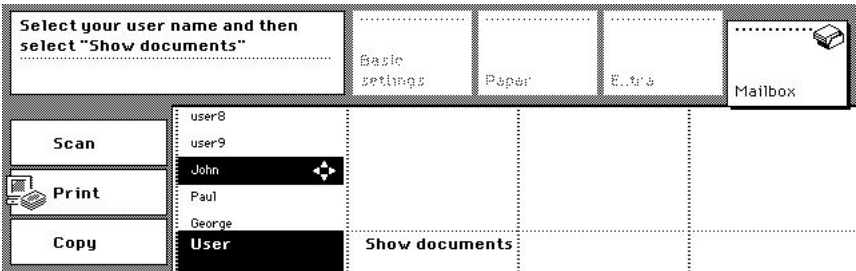 Select your user name and then
select "Show documents"
Basic
settings
Paper
Mailbox
Scan
Print
Copy
user8
user9
John
Paul
George
User
Show documents